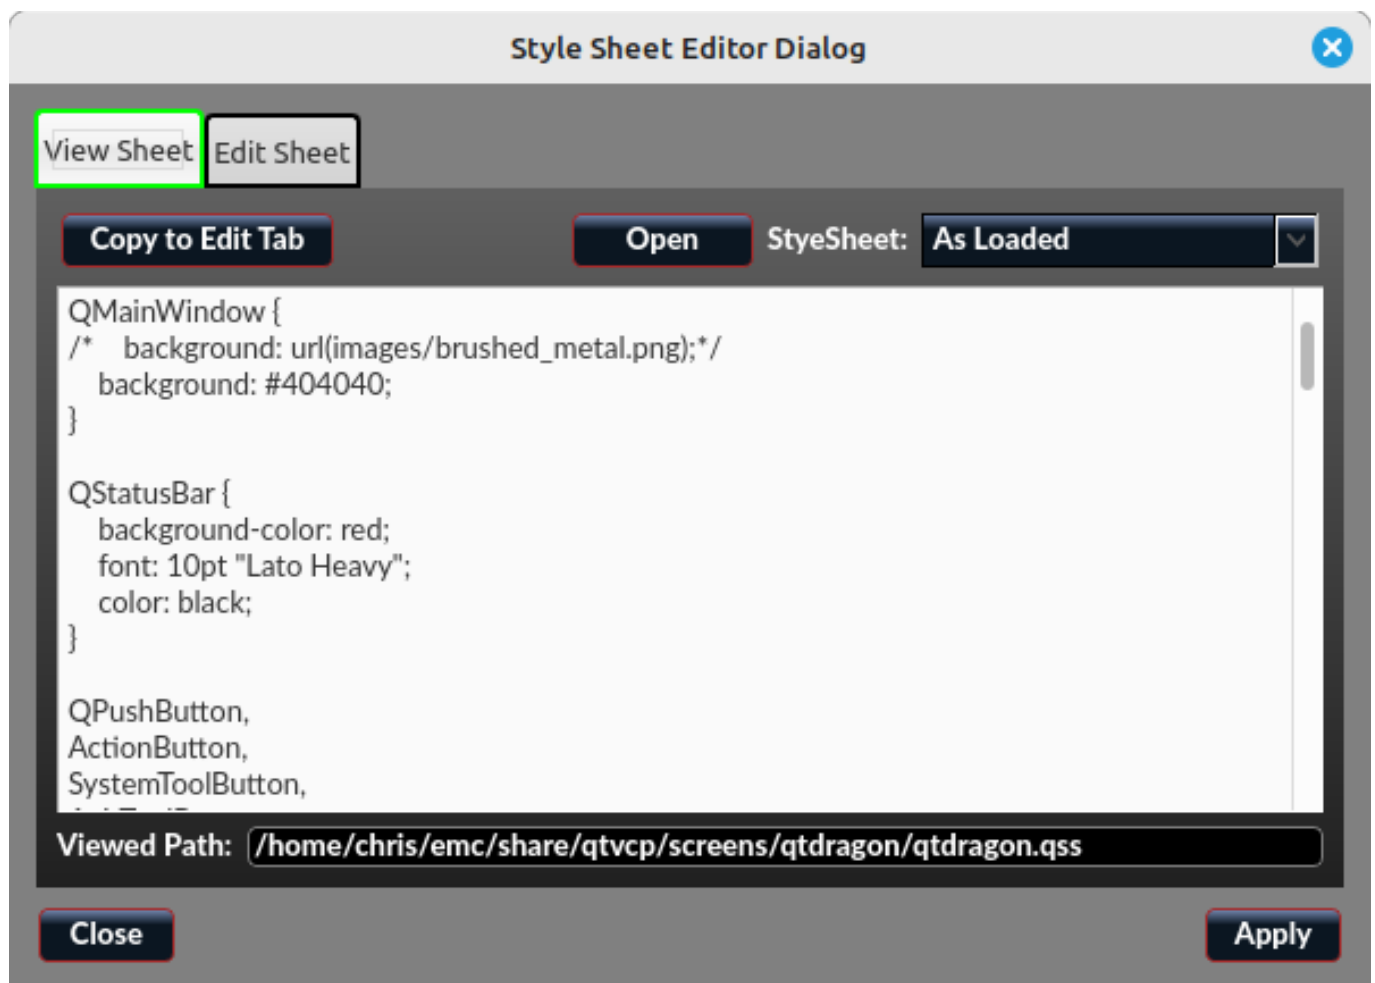 Style Sheet Editor Dialog
View Sheet Edit Sheet
Copy to Edit Tab Open StyeSheet: As Loaded
QMainWindow {
/*    background: url(images/brushed_metal.png);*/
    background: #404040;
}
QStatusBar {
    background-color: red;
    font: 10pt "Lato Heavy";
    color: black;
}
QPushButton,
ActionButton,
SystemToolButton,
Viewed Path: /home/chris/emc/share/qtvcp/screens/qtdragon/qtdragon.qss
Close Apply